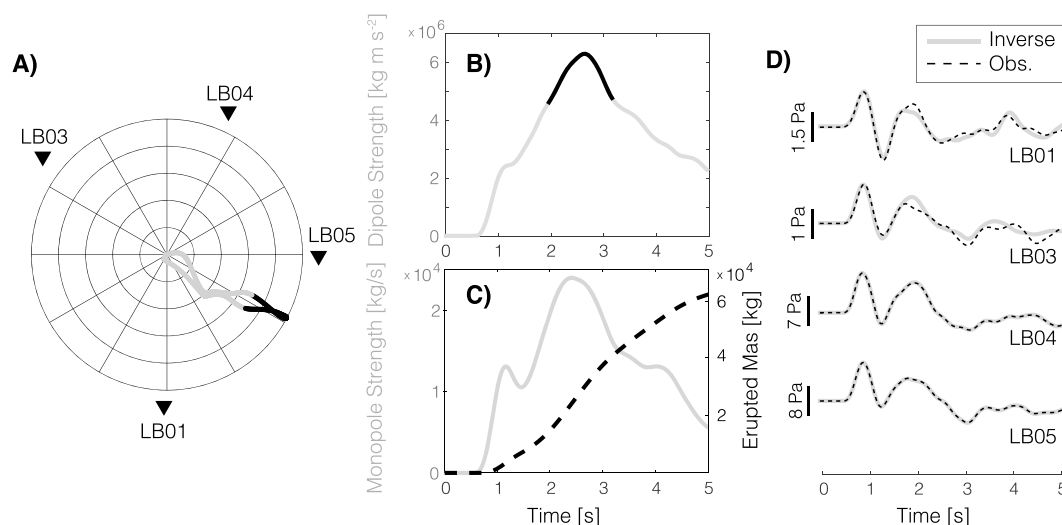 A)
LB04
LB03
LB05
LB01
B)
× 10⁶
Dipole Strength [kg m s⁻²]
6
4
2
0
0 1 2 3 4 5
C)
× 10⁴
Monopole Strength [kg/s]
2
1
0
× 10⁴
Erupted Mas [kg]
6
4
2
0 1 2 3 4 5
Time [s]
D)
Inverse
Obs.
1.5 Pa
LB01
1 Pa
LB03
7 Pa
LB04
8 Pa
LB05
0 1 2 3 4 5
Time [s]